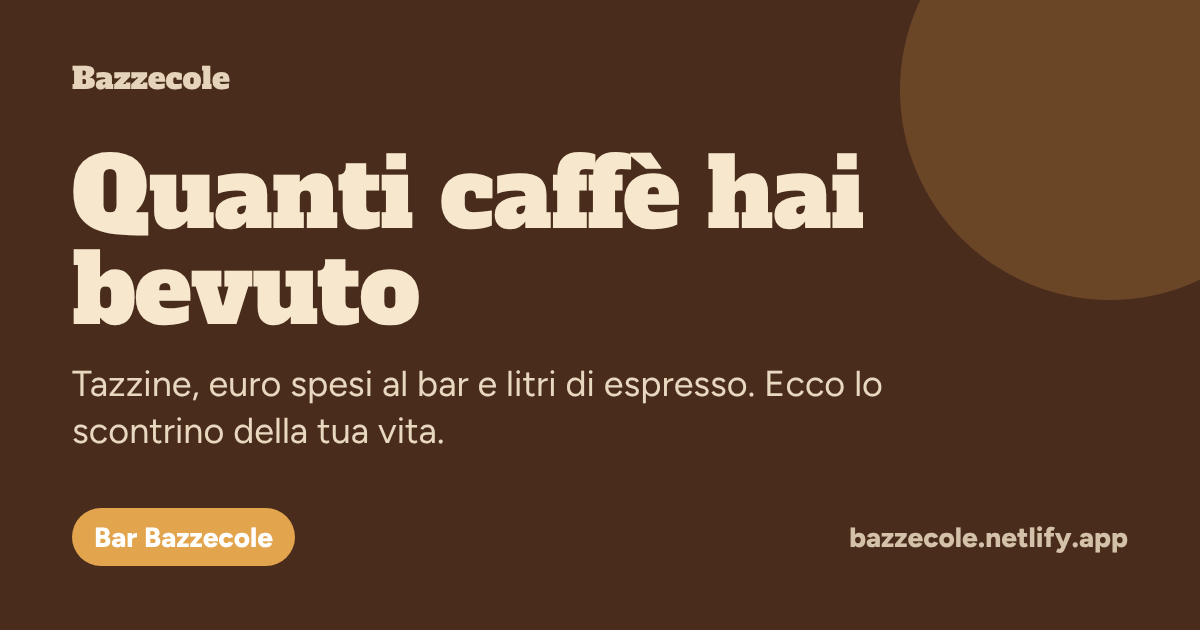 Bazzecole
Quanti caffè hai
bevuto
Tazzine, euro spesi al bar e litri di espresso. Ecco lo
scontrino della tua vita.
Bar Bazzecole
bazzecole.netlify.app